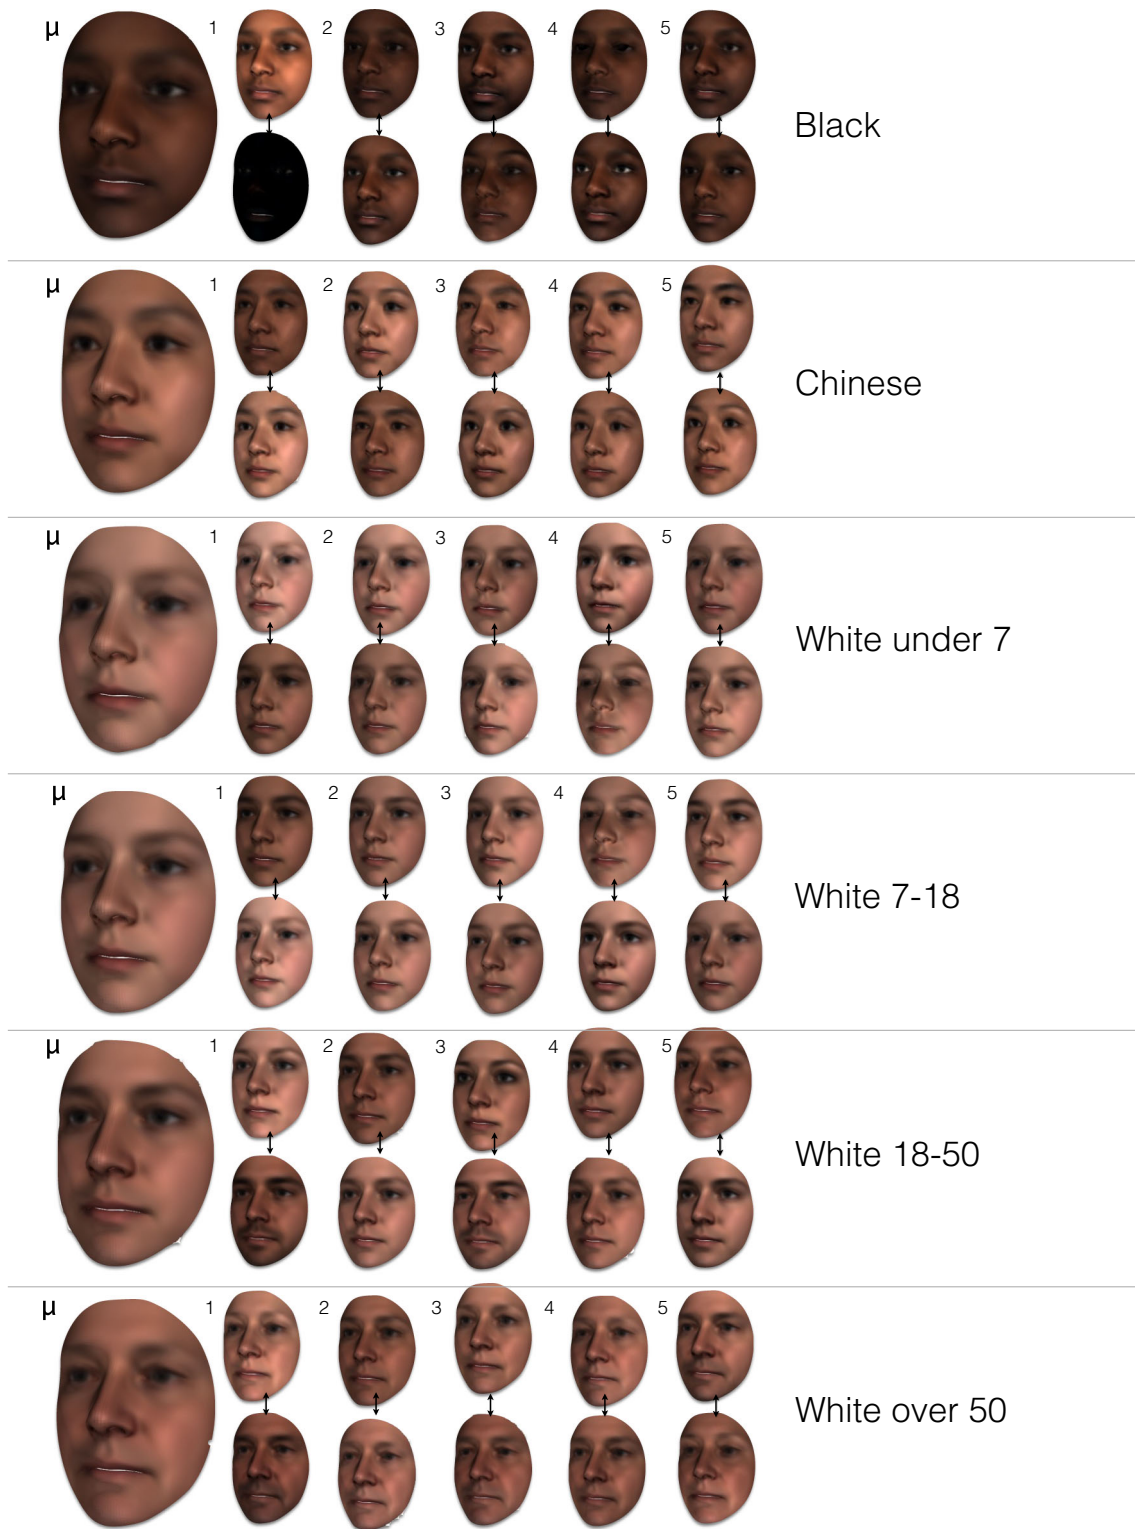 μ 1 2 3 4 5
Black
μ 1 2 3 4 5
Chinese
μ 1 2 3 4 5
White under 7
μ 1 2 3 4 5
White 7-18
μ 1 2 3 4 5
White 18-50
μ 1 2 3 4 5
White over 50